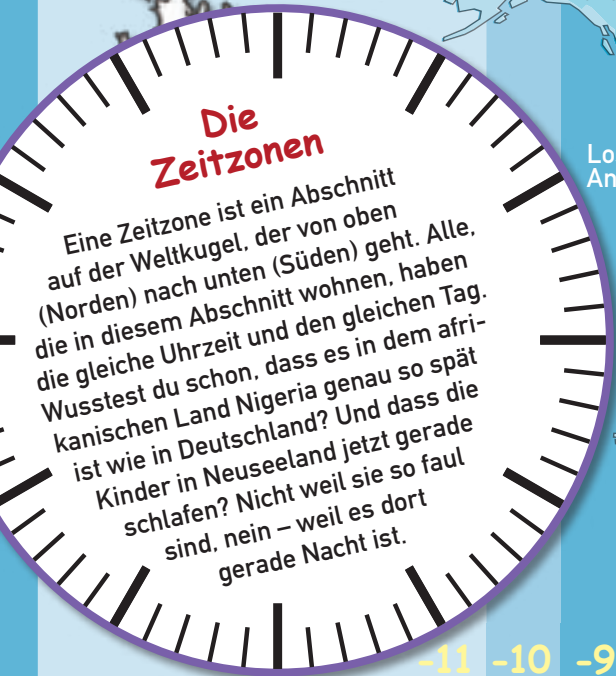 Die
Zeitzonen
Eine Zeitzone ist ein Abschnitt
auf der Weltkugel, der von oben
(Norden) nach unten (Süden) geht. Alle,
die in diesem Abschnitt wohnen, haben
die gleiche Uhrzeit und den gleichen Tag.
Wusstest du schon, dass es in dem afri-
kanischen Land Nigeria genau so spät
ist wie in Deutschland? Und dass die
Kinder in Neuseeland jetzt gerade
schlafen? Nicht weil sie so faul
sind, nein – weil es dort
gerade Nacht ist.
Lo
An
-11 -10 -9